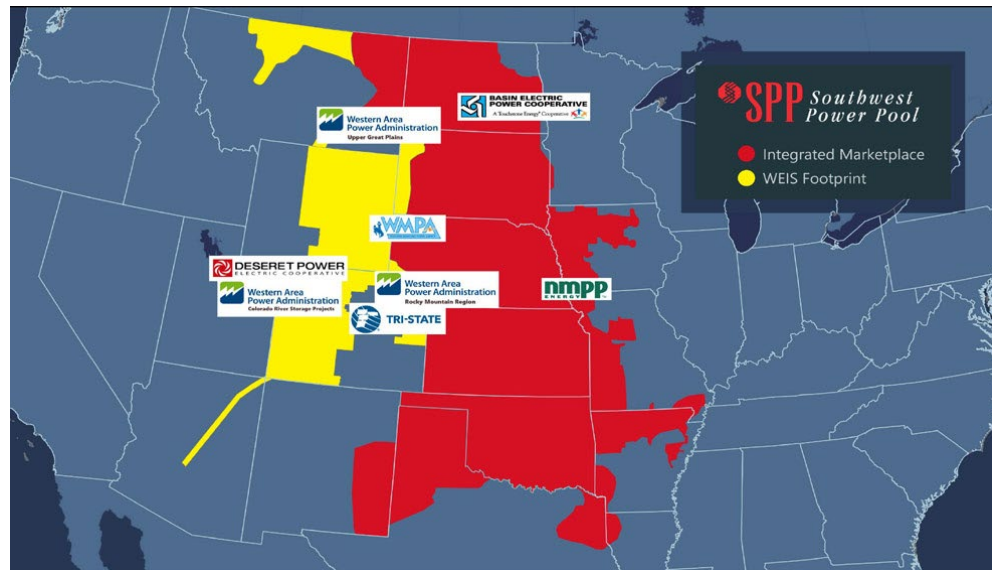 SPP Southwest
Power Pool
Integrated Marketplace
WEIS Footprint
BASIN ELECTRIC
POWER COOPERATIVE
A Touchstone Energy® Cooperative
Western Area
Power Administration
Upper Great Plains
WMPA
DESERET POWER
ELECTRIC COOPERATIVE
Western Area
Power Administration
Colorado River Storage Projects
Western Area
Power Administration
Rocky Mountain Region
TRI-STATE
nmpp
ENERGY